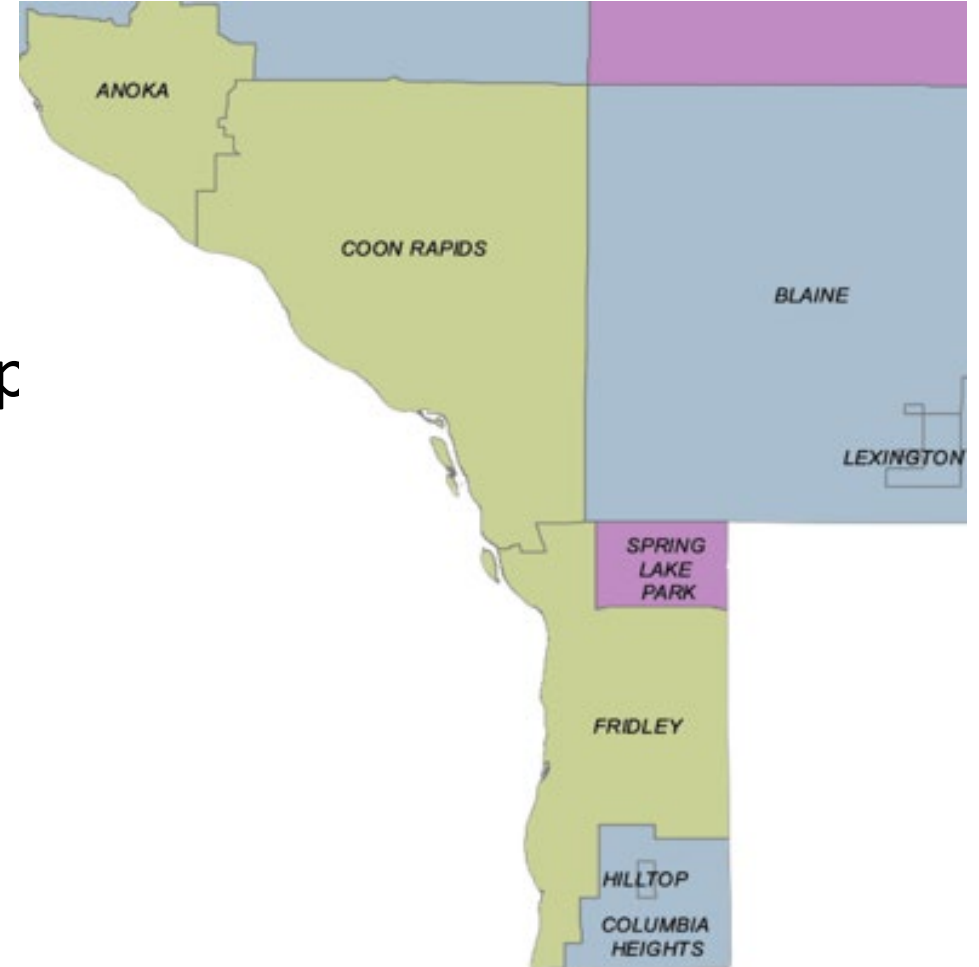 ANOKA
COON RAPIDS
BLAINE
p
LEXINGTON
SPRING
LAKE
PARK
FRIDLEY
HILLTOP
COLUMBIA
HEIGHTS